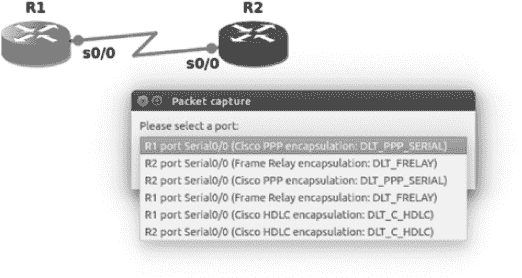 R1
R2
s0/0
s0/0
Packet capture
Please select a port:
R1 port Serial0/0 (Cisco PPP encapsulation: DLT_PPP_SERIAL)
R2 port Serial0/0 (Frame Relay encapsulation: DLT_FRELAY)
R2 port Serial0/0 (Cisco PPP encapsulation: DLT_PPP_SERIAL)
R1 port Serial0/0 (Frame Relay encapsulation: DLT_FRELAY)
R1 port Serial0/0 (Cisco HDLC encapsulation: DLT_C_HDLC)
R2 port Serial0/0 (Cisco HDLC encapsulation: DLT_C_HDLC)